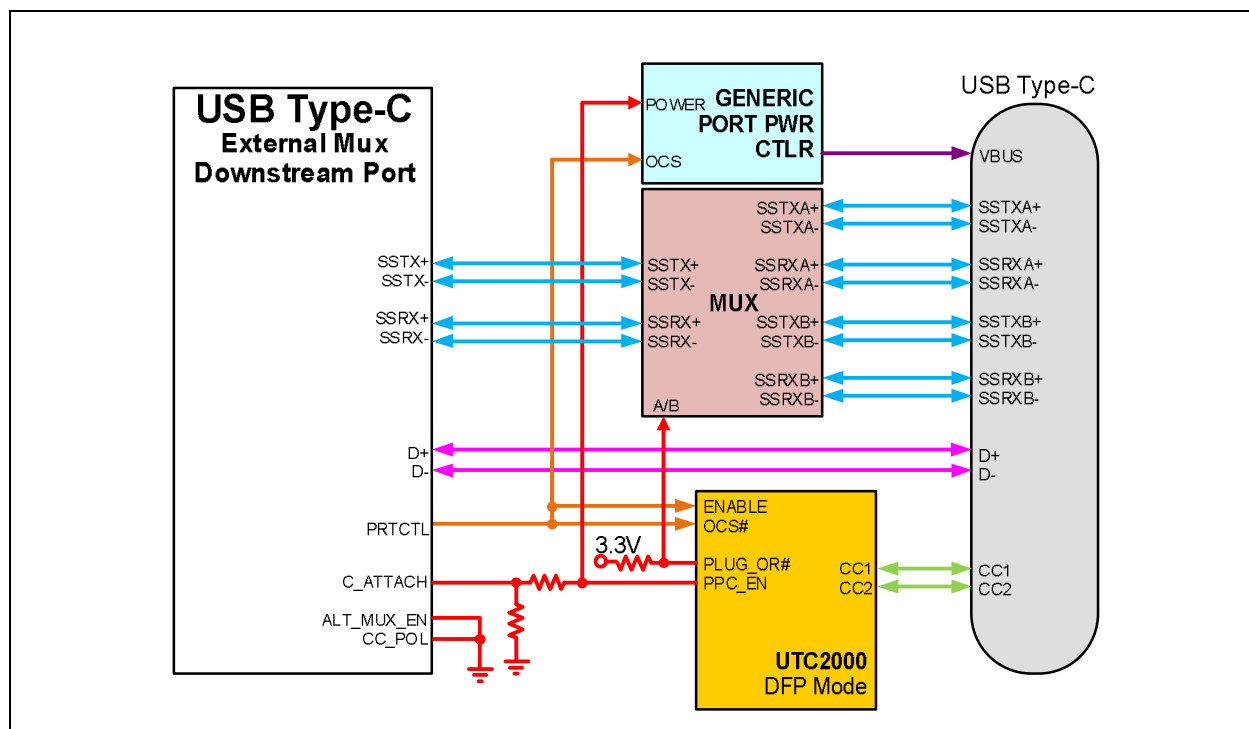 USB Type-C
External Mux
Downstream Port
SSTX+
SSTX-
SSRX+
SSRX-
D+
D-
PRTCTL
C_ATTACH
ALT_MUX_EN
CC_POL
POWER
GENERIC
PORT PWR
CTLR
OCS
SSTXA+
SSTXA-
SSTX+
SSTX-
SSRXA+
SSRXA-
MUX
SSRX+
SSRX-
SSTXB+
SSTXB-
SSRXB+
SSRXB-
A/B
3.3V
ENABLE
OCS#
PLUG_OR#
PPC_EN
CC1
CC2
UTC2000
DFP Mode
USB Type-C
VBUS
SSTXA+
SSTXA-
SSRXA+
SSRXA-
SSTXB+
SSTXB-
SSRXB+
SSRXB-
D+
D-
CC1
CC2